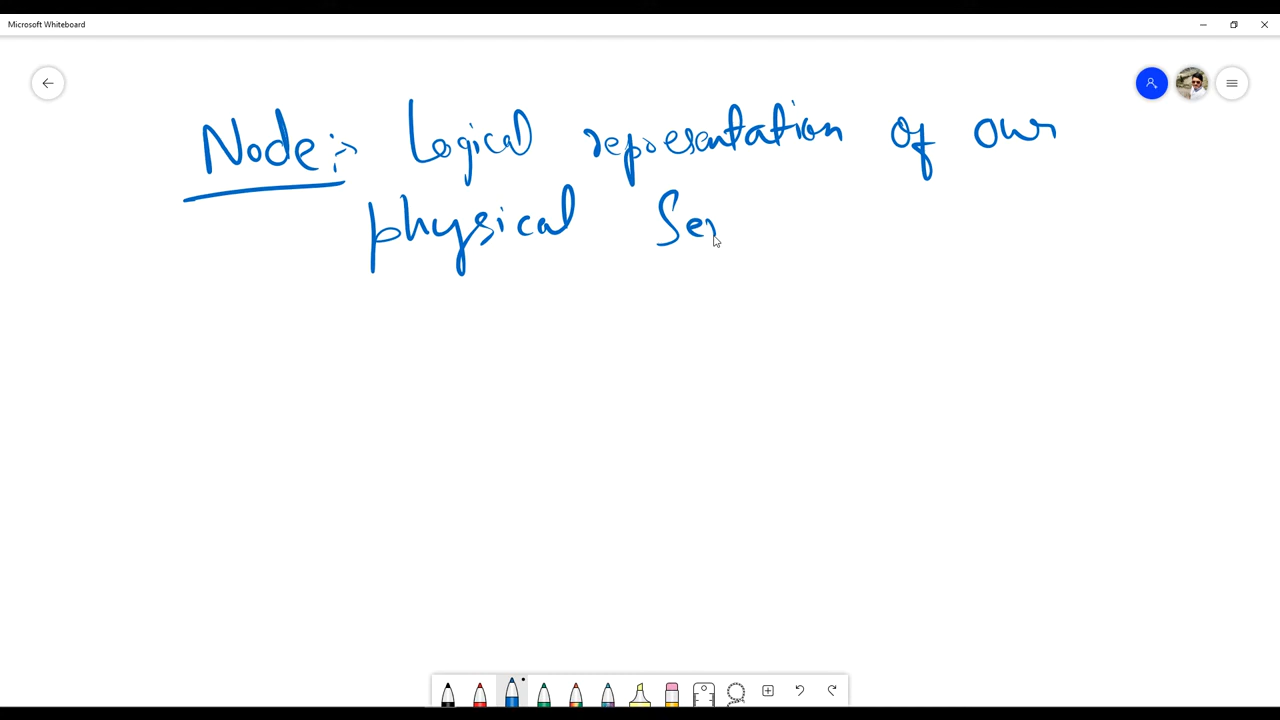 Microsoft Whiteboard
Node:- Logical representation of our
physical Ser